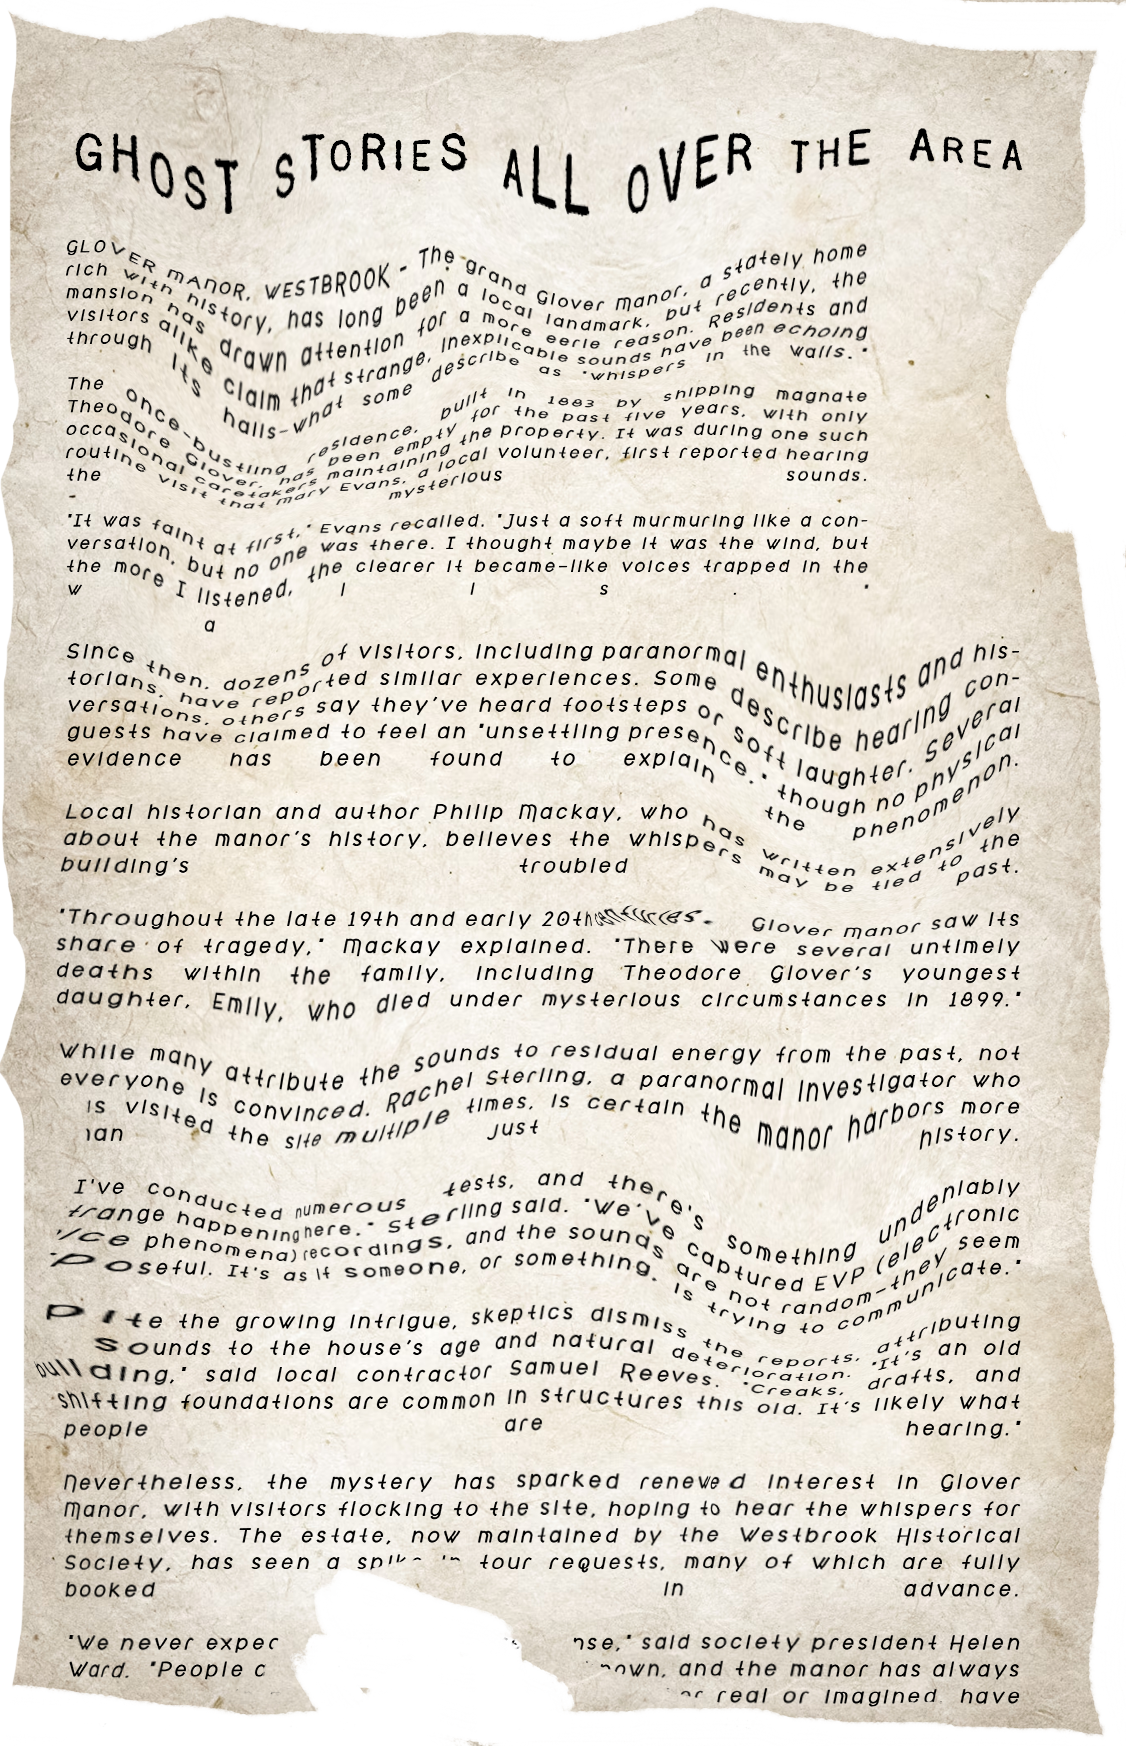 GHOST STORIES ALL OVER THE AREA
GLOVER MANOR, WESTBROOK - The grand Glover Manor, a stately home
rich with history, has long been a local landmark, but recently, the
mansion has drawn attention for a more eerie reason. Residents and
visitors alike claim that strange, inexplicable sounds have been echoing
through its halls-what some describe as "whispers in the walls."
The once-bustling residence, built in 1883 by shipping magnate
Theodore Glover, has been empty for the past five years, with only
occasional caretakers maintaining the property. It was during one such
routine visit that Mary Evans, a local volunteer, first reported hearing
the mysterious sounds.
-
"It was faint at first," Evans recalled. "Just a soft murmuring like a con-
versation, but no one was there. I thought maybe it was the wind, but
the more I listened, the clearer it became-like voices trapped in the
w a l l s . "
Since then, dozens of visitors, including paranormal enthusiasts and his-
torians, have reported similar experiences. Some describe hearing con-
versations, others say they've heard footsteps or soft laughter. Several
guests have claimed to feel an "unsettling presence," though no physical
evidence has been found to explain the phenomenon.
Local historian and author Philip Mackay, who has written extensively
about the manor's history, believes the whispers may be tied to the
building's troubled past.
"Throughout the late 19th and early 20th centuries, Glover Manor saw its
share of tragedy," Mackay explained. "There were several untimely
deaths within the family, including Theodore Glover's youngest
daughter, Emily, who died under mysterious circumstances in 1899."
While many attribute the sounds to residual energy from the past, not
everyone is convinced. Rachel Sterling, a paranormal investigator who
is visited the site multiple times, is certain the manor harbors more
ian just history.
I've conducted numerous tests, and there's something undeniably
trange happening here," Sterling said. "We've captured EVP (electronic
ice phenomena) recordings, and the sounds are not random-they seem
poseful. It's as if someone, or something, is trying to communicate."
pite the growing intrigue, skeptics dismiss the reports, attributing
sounds to the house's age and natural deterioration. "It's an old
building," said local contractor Samuel Reeves. "Creaks, drafts, and
shifting foundations are common in structures this old. It's likely what
people are hearing."
Nevertheless, the mystery has sparked renewed interest in Glover
Manor, with visitors flocking to the site, hoping to hear the whispers for
themselves. The estate, now maintained by the Westbrook Historical
Society, has seen a spike in tour requests, many of which are fully
booked in advance.
"We never expec nse," said society president Helen
Ward. "People c own, and the manor has always
or real or imagined, have